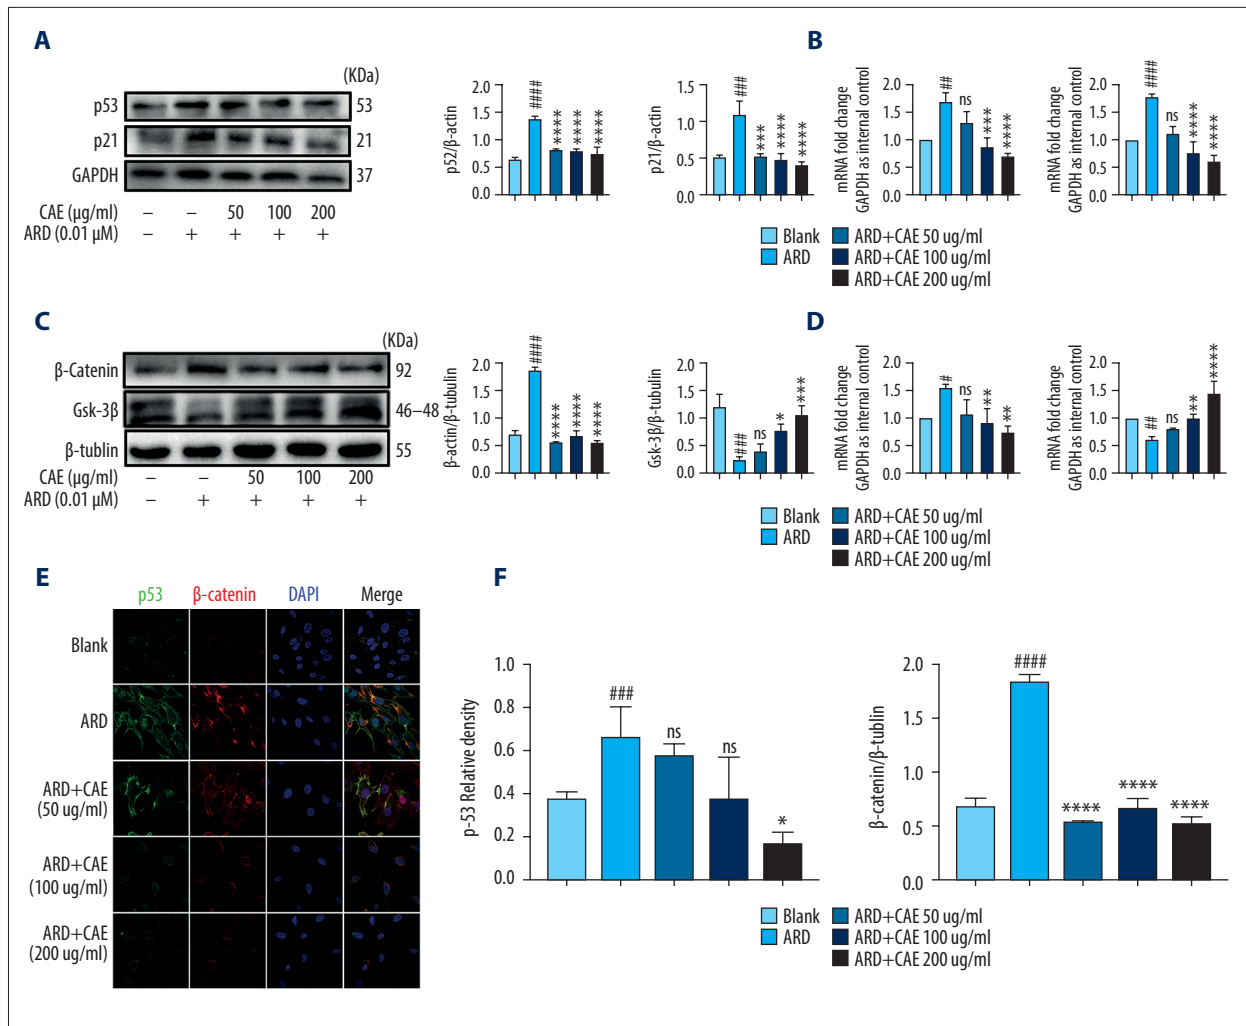 A
(KDa)
p53
53
p21
21
GAPDH
37
CAE (µg/ml) – – 50 100 200
ARD (0.01 µM) – + + + +
p52/β-actin
2.0
1.5
1.0
0.5
0.0
####
****
****
****
p21/β-actin
1.5
1.0
0.5
0.0
###
***
****
****
B
mRNA fold change
GAPDH as internal control
2.0
1.5
1.0
0.5
0.0
##
ns
***
****
mRNA fold change
GAPDH as internal control
2.0
1.5
1.0
0.5
0.0
####
ns
****
****
Blank
ARD
ARD+CAE 50 ug/ml
ARD+CAE 100 ug/ml
ARD+CAE 200 ug/ml
C
(KDa)
β-Catenin
92
Gsk-3β
46–48
β-tublin
55
CAE (µg/ml) – – 50 100 200
ARD (0.01 µM) – + + + +
β-actin/β-tubulin
2.0
1.5
1.0
0.5
0.0
####
****
****
****
Gsk-3β/β-tubulin
2.0
1.5
1.0
0.5
0.0
###
ns
*
***
D
mRNA fold change
GAPDH as internal control
2.0
1.5
1.0
0.5
0.0
#
ns
**
**
mRNA fold change
GAPDH as internal control
2.0
1.5
1.0
0.5
0.0
##
ns
**
****
Blank
ARD
ARD+CAE 50 ug/ml
ARD+CAE 100 ug/ml
ARD+CAE 200 ug/ml
E
p53 β-catenin DAPI Merge
Blank
ARD
ARD+CAE
(50 ug/ml)
ARD+CAE
(100 ug/ml)
ARD+CAE
(200 ug/ml)
F
p-53 Relative density
1.0
0.8
0.6
0.4
0.2
0.0
###
ns
ns
*
β-catenin/β-tublin
2.0
1.5
1.0
0.5
0.0
####
****
****
****
Blank
ARD
ARD+CAE 50 ug/ml
ARD+CAE 100 ug/ml
ARD+CAE 200 ug/ml